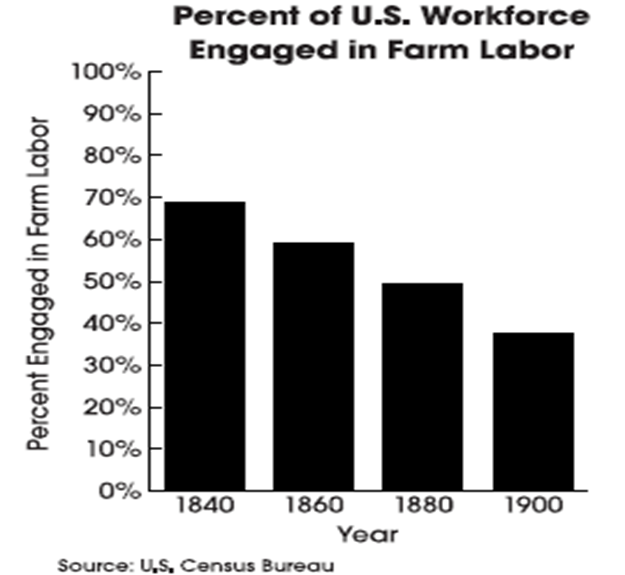 Percent of U.S. Workforce
Engaged in Farm Labor
Percent Engaged in Farm Labor
100%
90%
80%
70%
60%
50%
40%
30%
20%
10%
0%
1840 1860 1880 1900
Year
Source: U.S. Census Bureau